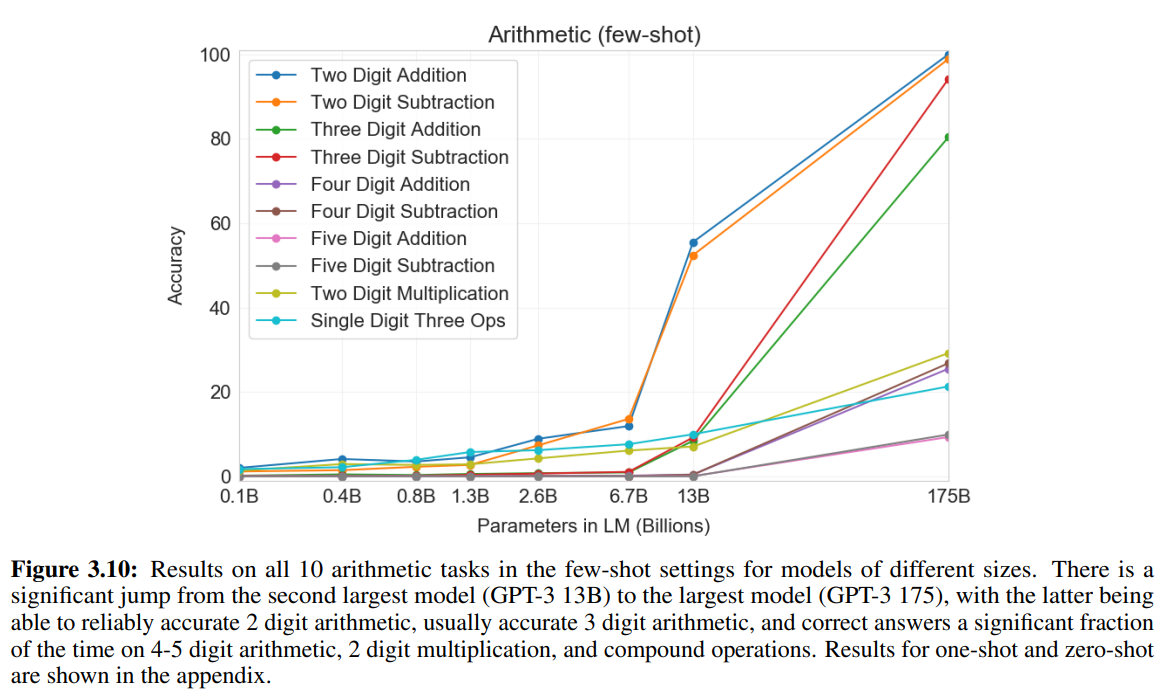 Arithmetic (few-shot)
100
80
60
40
20
0
Accuracy
Two Digit Addition
Two Digit Subtraction
Three Digit Addition
Three Digit Subtraction
Four Digit Addition
Four Digit Subtraction
Five Digit Addition
Five Digit Subtraction
Two Digit Multiplication
Single Digit Three Ops
0.1B 0.4B 0.8B 1.3B 2.6B 6.7B 13B 175B
Parameters in LM (Billions)
Figure 3.10: Results on all 10 arithmetic tasks in the few-shot settings for models of different sizes. There is a
significant jump from the second largest model (GPT-3 13B) to the largest model (GPT-3 175), with the latter being
able to reliably accurate 2 digit arithmetic, usually accurate 3 digit arithmetic, and correct answers a significant fraction
of the time on 4-5 digit arithmetic, 2 digit multiplication, and compound operations. Results for one-shot and zero-shot
are shown in the appendix.